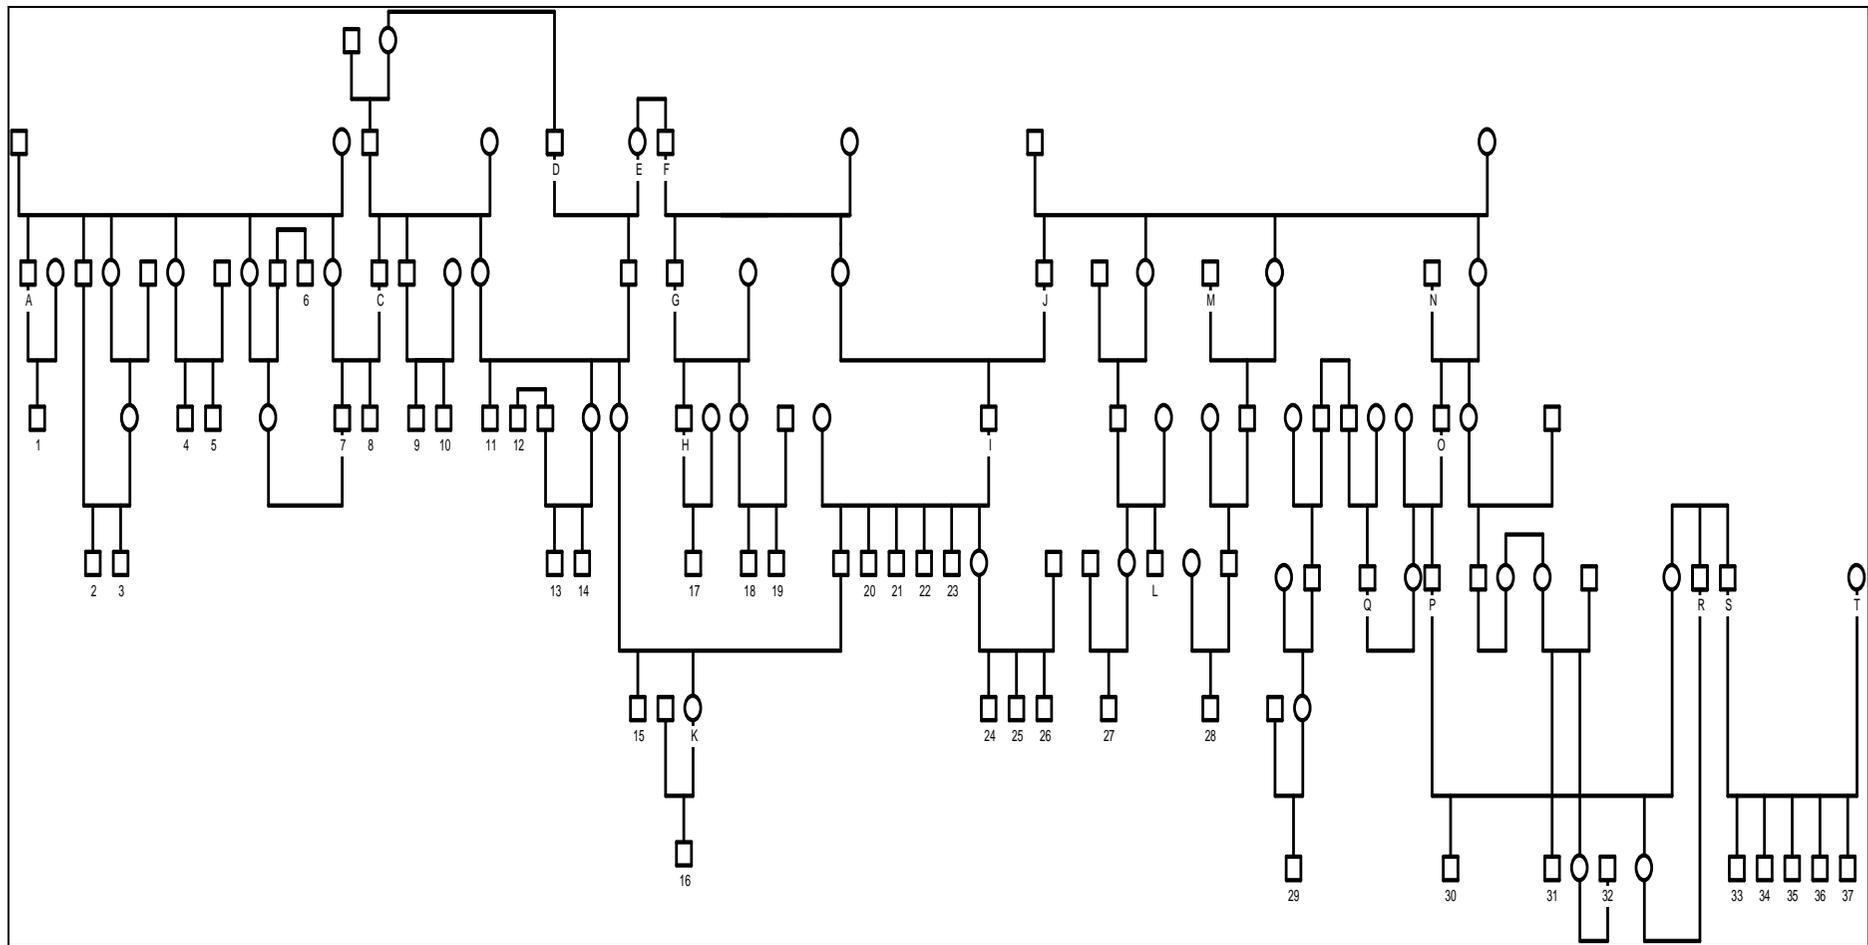 D E F
A 6 C G J M N
1 4 5 7 8 9 10 11 12 H I O
2 3 13 14 17 18 19 20 21 22 23 L Q P R S T
15 K 24 25 26 27 28
16 29 30 31 32 33 34 35 36 37